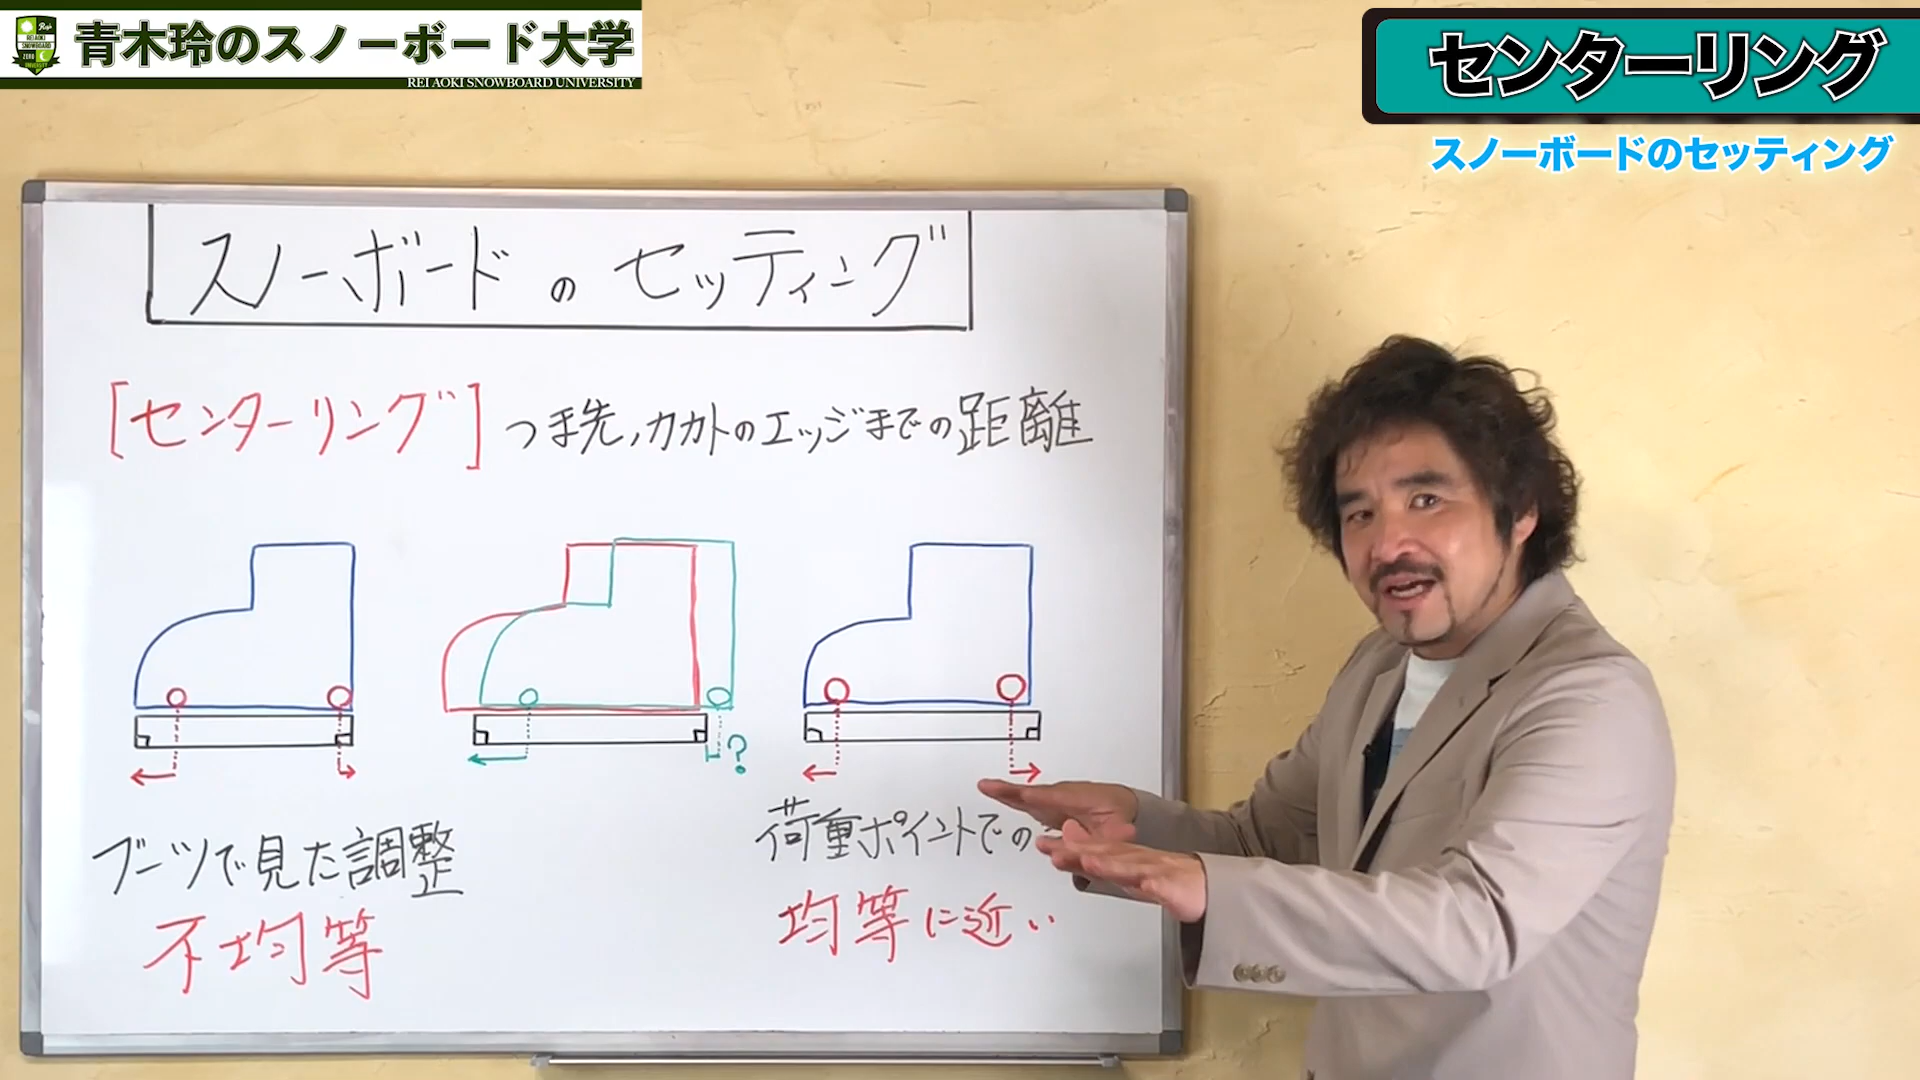 青木玲のスノーボード大学
REI AOKI SNOWBOARD UNIVERSITY
センターリング
スノーボードのセッティング
スノーボードのセッティング
[センターリング] つま先、カカトのエッジまでの距離
?
ブーツで見た調整
不均等
荷重ポイントでの
均等に近い